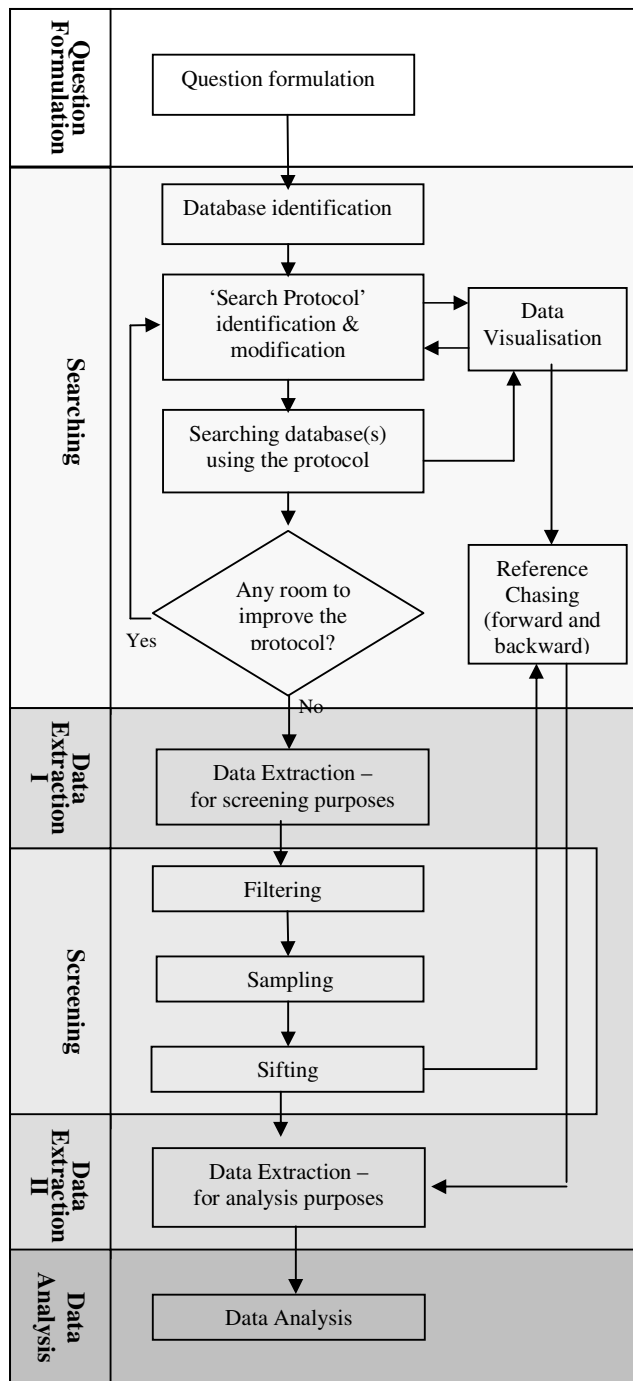 Question
Formulation
Question formulation
Searching
Database identification
‘Search Protocol’
identification &
modification
Data
Visualisation
Searching database(s)
using the protocol
Any room to
improve the
protocol?
Yes
No
Reference
Chasing
(forward and
backward)
Data
Extraction
I
Data Extraction –
for screening purposes
Screening
Filtering
Sampling
Sifting
Data
Extraction
II
Data Extraction –
for analysis purposes
Data
Analysis
Data Analysis